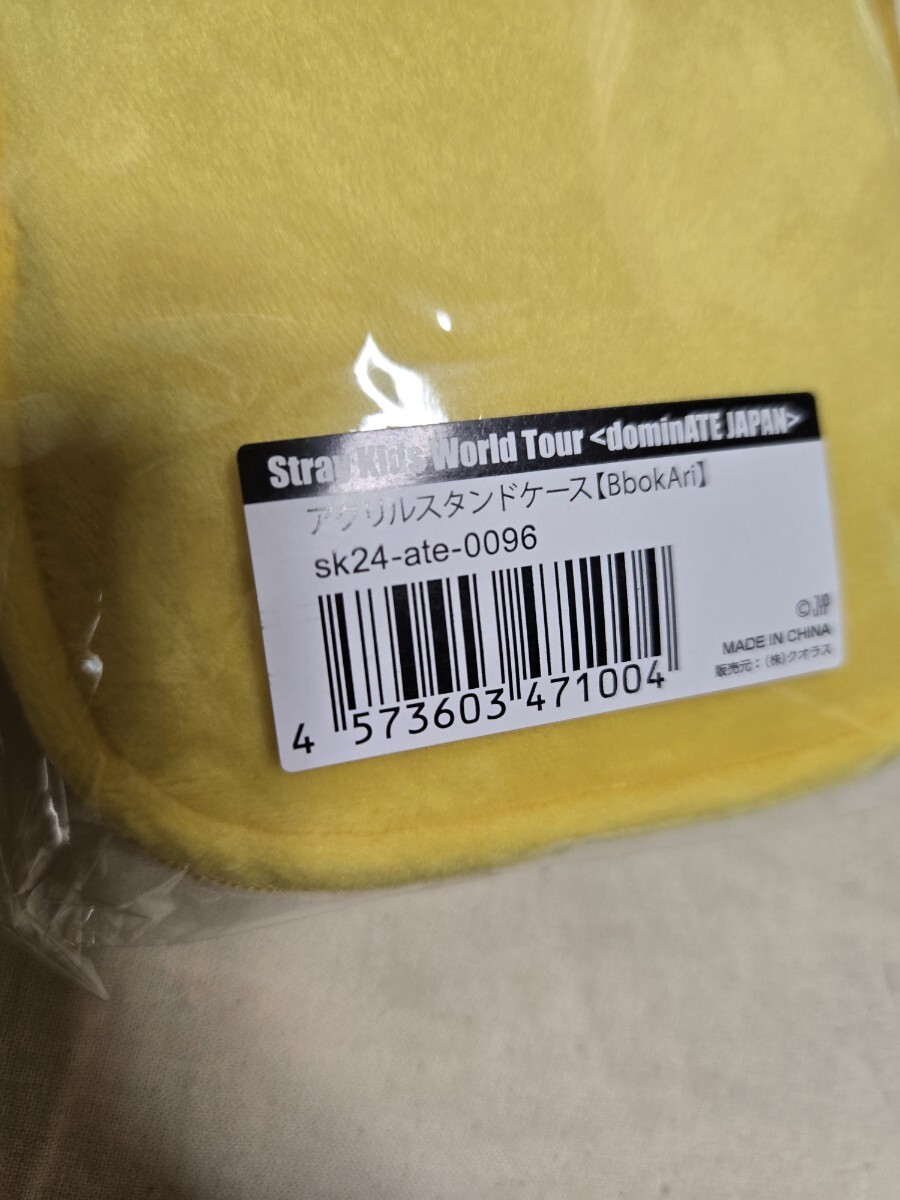 Stray Kids World Tour <dominATE JAPAN>
アクリルスタンドケース【BbokAri】
sk24-ate-0096
4 573603 471004
©JYP
MADE IN CHINA
販売元：(株)クオラス